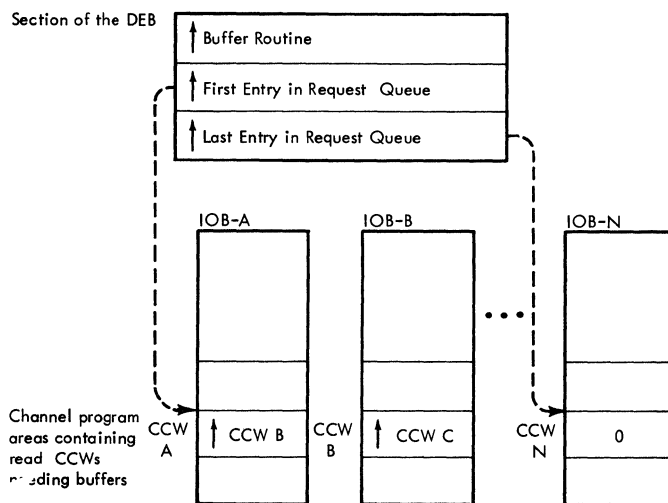 Section of the DEB
Buffer Routine
First Entry in Request Queue
Last Entry in Request Queue
IOB-A
IOB-B
IOB-N
Channel program
areas containing
read CCWs
buffers
CCW
A
CCW B
CCW
B
CCW C
CCW
N
0